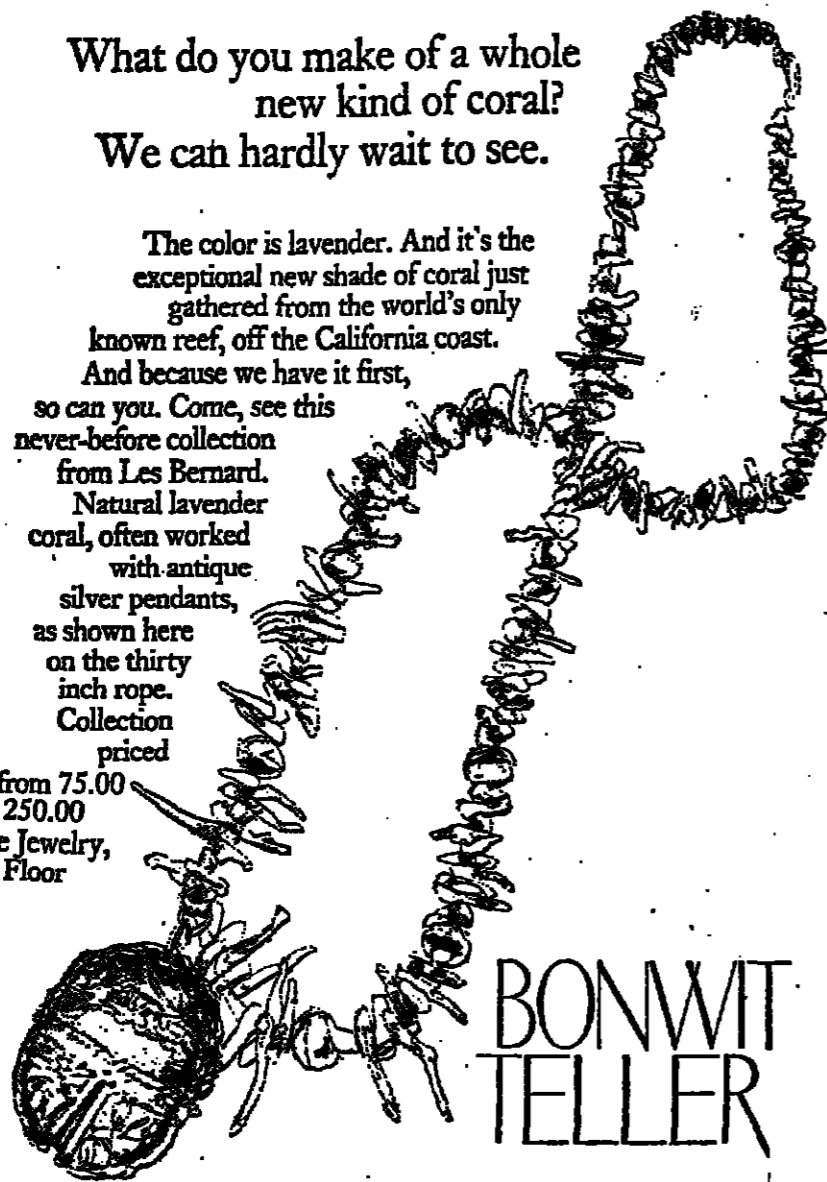 What do you make of a whole
new kind of coral?
We can hardly wait to see.
The color is lavender. And it's the
exceptional new shade of coral just
gathered from the world's only
known reef, off the California coast.
And because we have it first,
so can you. Come, see this
never-before collection
from Les Bernard.
Natural lavender
coral, often worked
with antique
silver pendants,
as shown here
on the thirty
inch rope.
Collection
priced
from 75.00
250.00
Jewelry,
Floor
BONWIT
TELLER